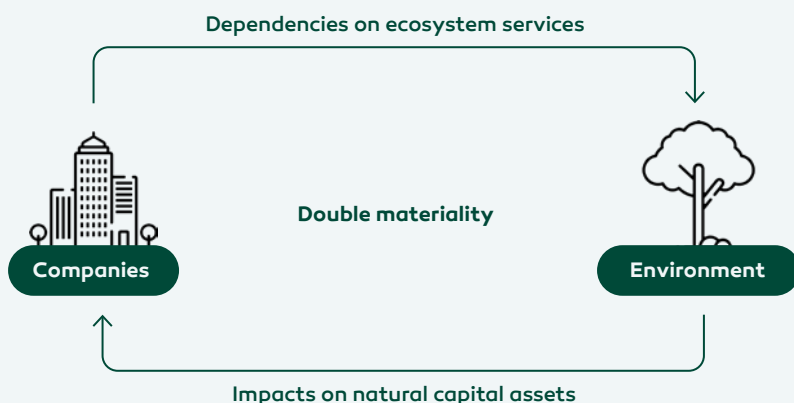 Dependencies on ecosystem services
Double materiality
Companies
Environment
Impacts on natural capital assets